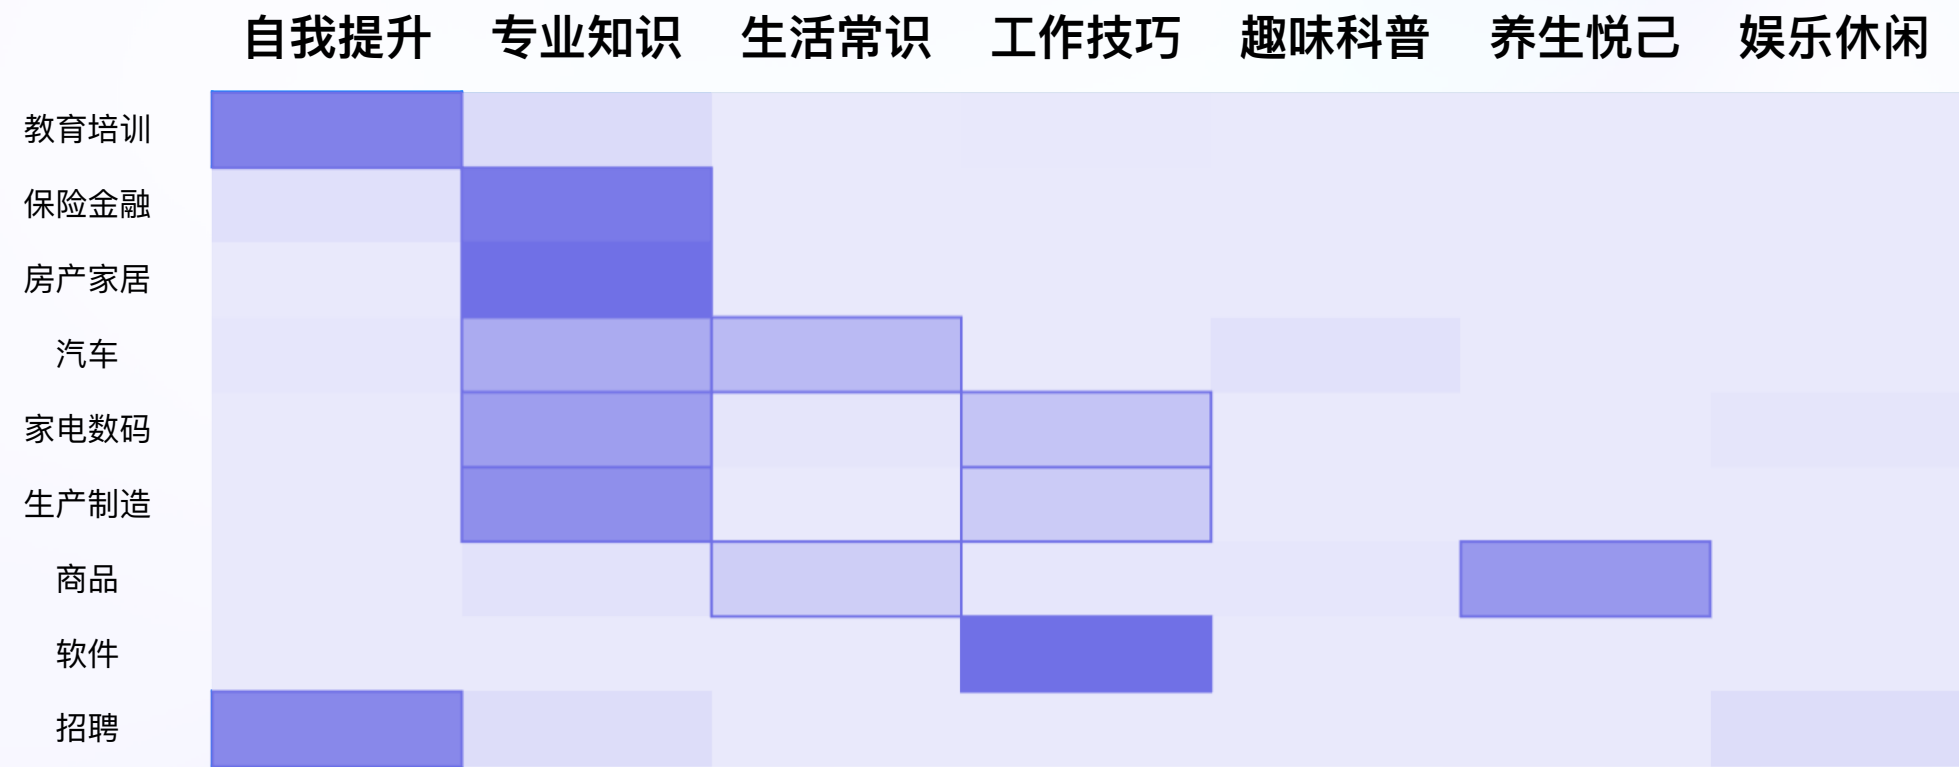 自我提升 专业知识 生活常识 工作技巧 趣味科普 养生悦己 娱乐休闲
教育培训
保险金融
房产家居
汽车
家电数码
生产制造
商品
软件
招聘